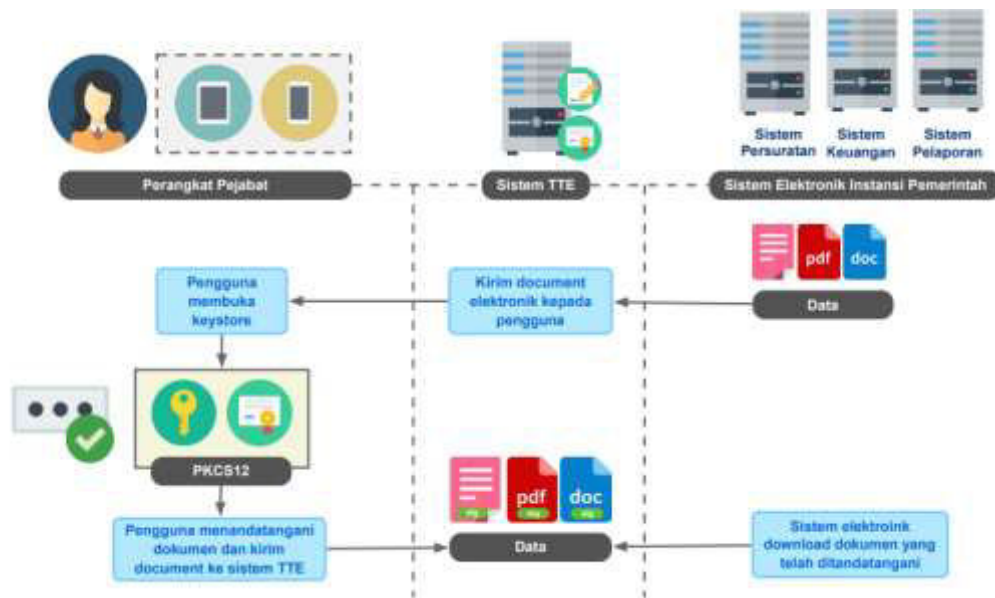 Sistem
Persuratan
Sistem
Keuangan
Sistem
Pelaporan
Perangkat Pejabat
Sistem TTE
Sistem Elektronik Instansi Pemerintah
pdf
doc
Data
Kirim document
elektronik kepada
pengguna
Pengguna
membuka
keystore
PKCS12
Pengguna menandatangani
dokumen dan kirim
document ke sistem TTE
pdf
doc
Data
Sistem elektroink
download dokumen yang
telah ditandatangani